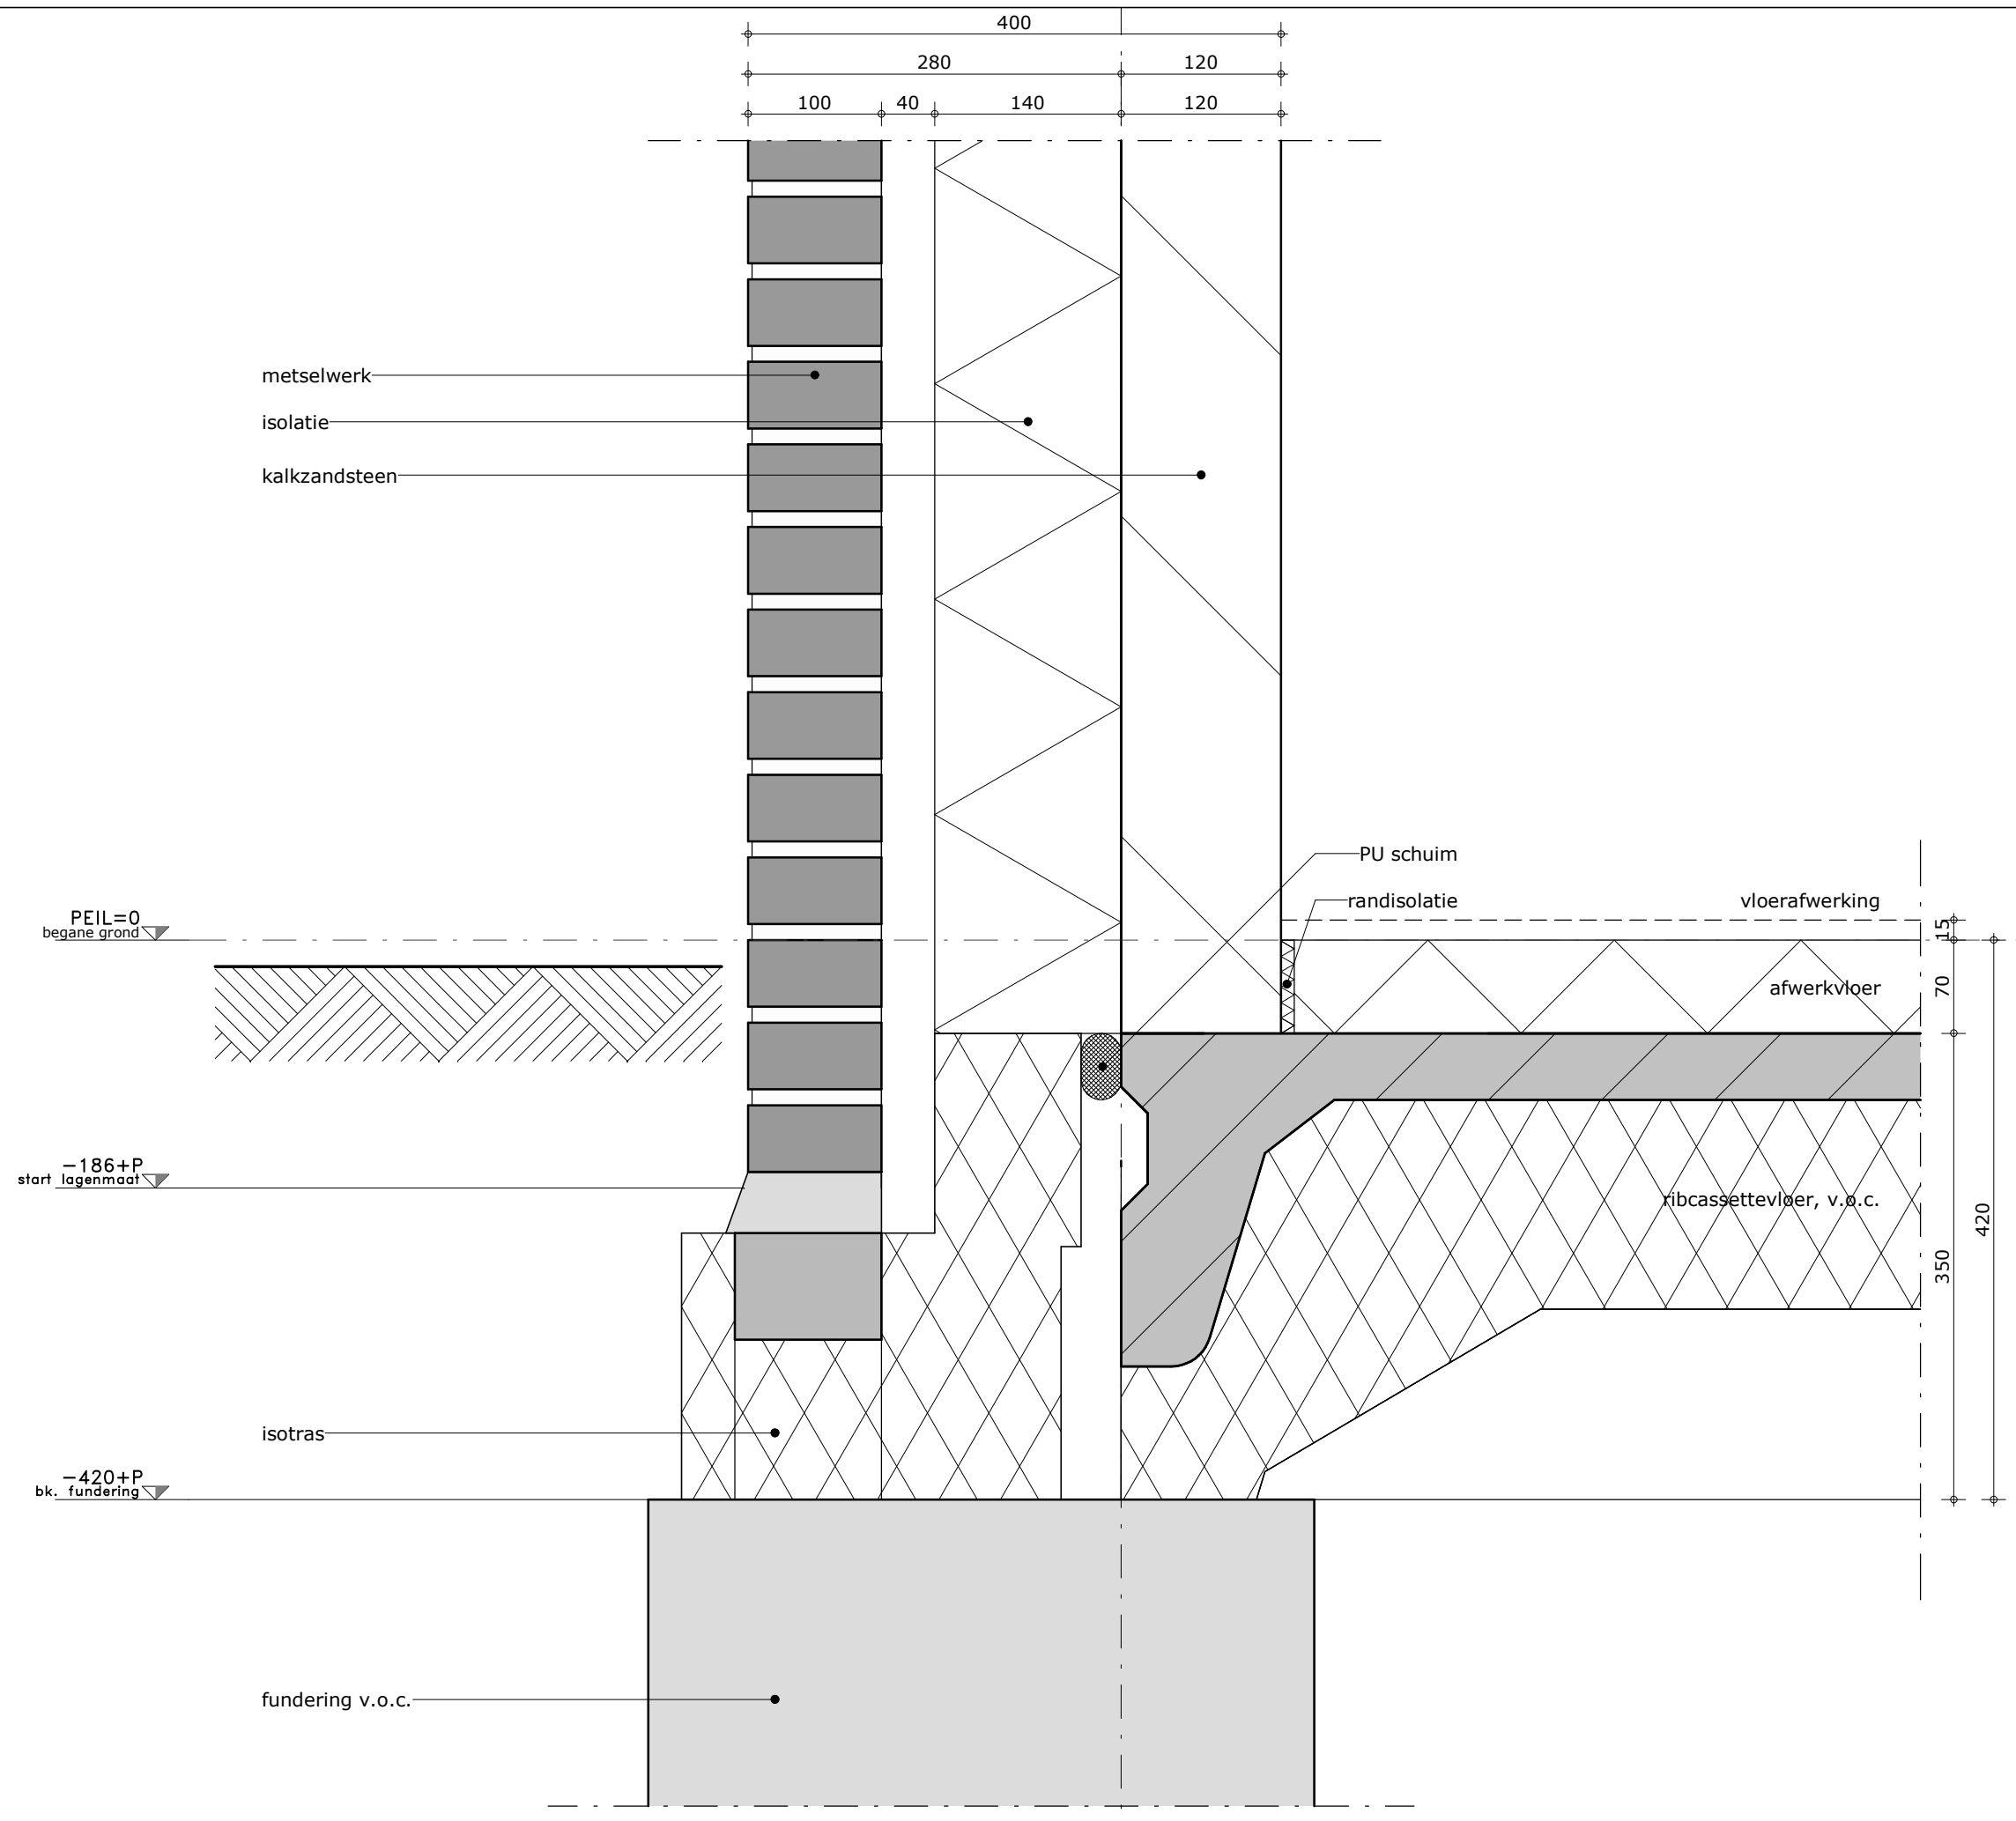 400
280 120
100 40 140 120
metselwerk
isolatie
kalkzandsteen
PU schuim
randisolatie
vloerafwerking
PEIL=0
begane grond
15
afwerkvloer
70
-186+P
start lagenmaat
ribcassettevloer, v.o.c.
420
350
isotras
-420+P
bk. fundering
fundering v.o.c.